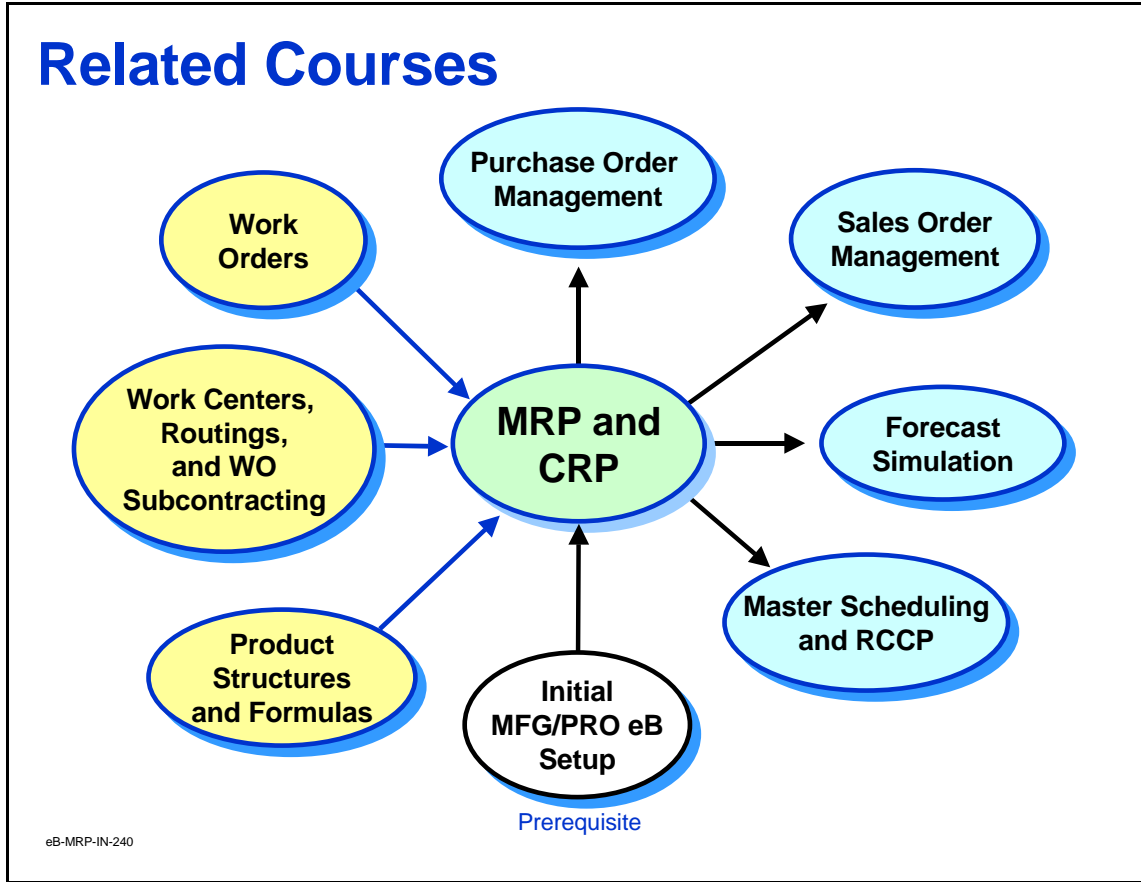 Related Courses
Purchase Order
Management
Work
Orders
Sales Order
Management
Work Centers,
Routings,
and WO
Subcontracting
MRP and
CRP
Forecast
Simulation
Master Scheduling
and RCCP
Product
Structures
and Formulas
Initial
MFG/PRO eB
Setup
Prerequisite
eB-MRP-IN-240